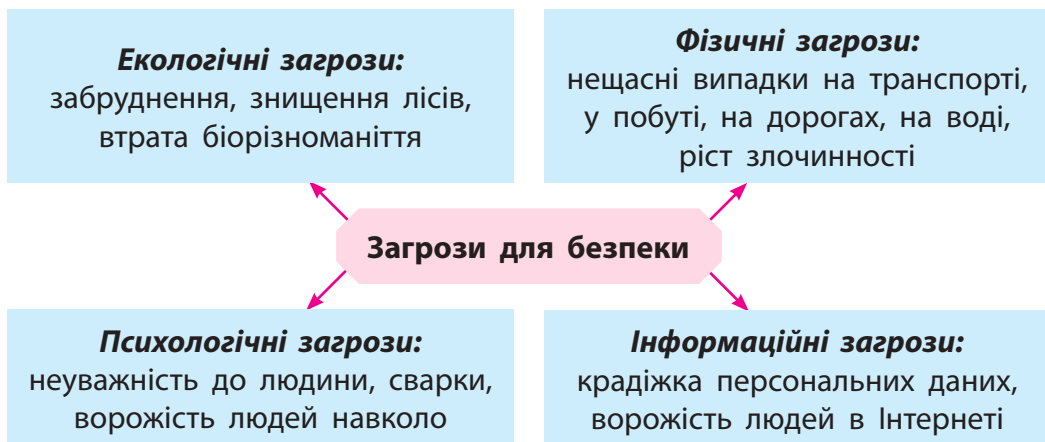 Екологічні загрози:
забруднення, знищення лісів,
втрата біорізноманіття
Фізичні загрози:
нещасні випадки на транспорті,
у побуті, на дорогах, на воді,
ріст злочинності
Загрози для безпеки
Психологічні загрози:
неуважність до людини, сварки,
ворожість людей навколо
Інформаційні загрози:
крадіжка персональних даних,
ворожість людей в Інтернеті